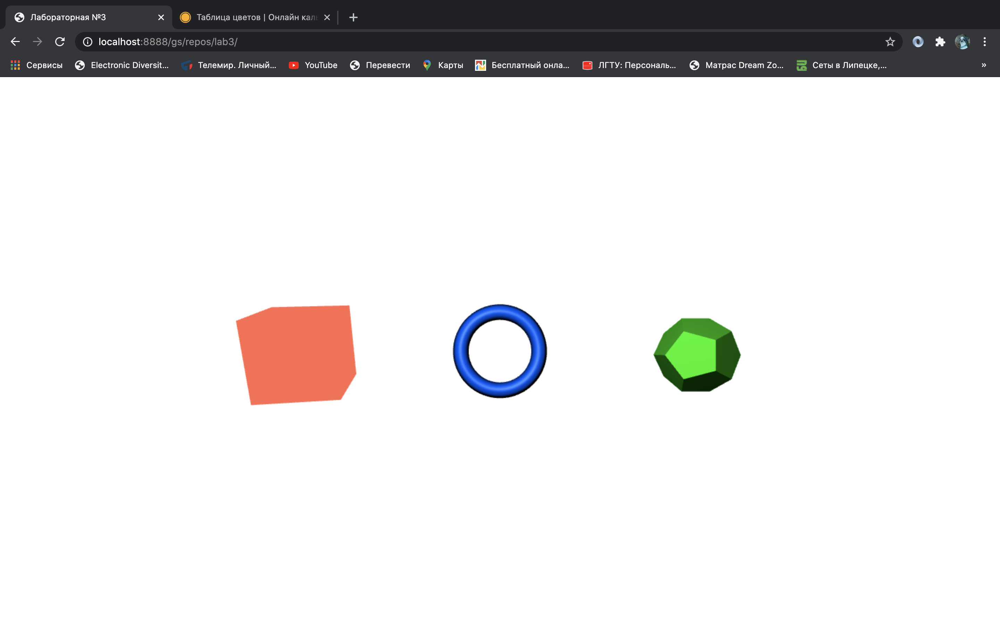 Лабораторная №3
Таблица цветов | Онлайн кал
localhost:8888/gs/repos/lab3/
Сервисы
Electronic Diversit...
Телемир. Личный...
YouTube
Перевести
Карты
Бесплатный онла...
ЛГТУ: Персональ...
Матрас Dream Zo...
Сеты в Липецке,...